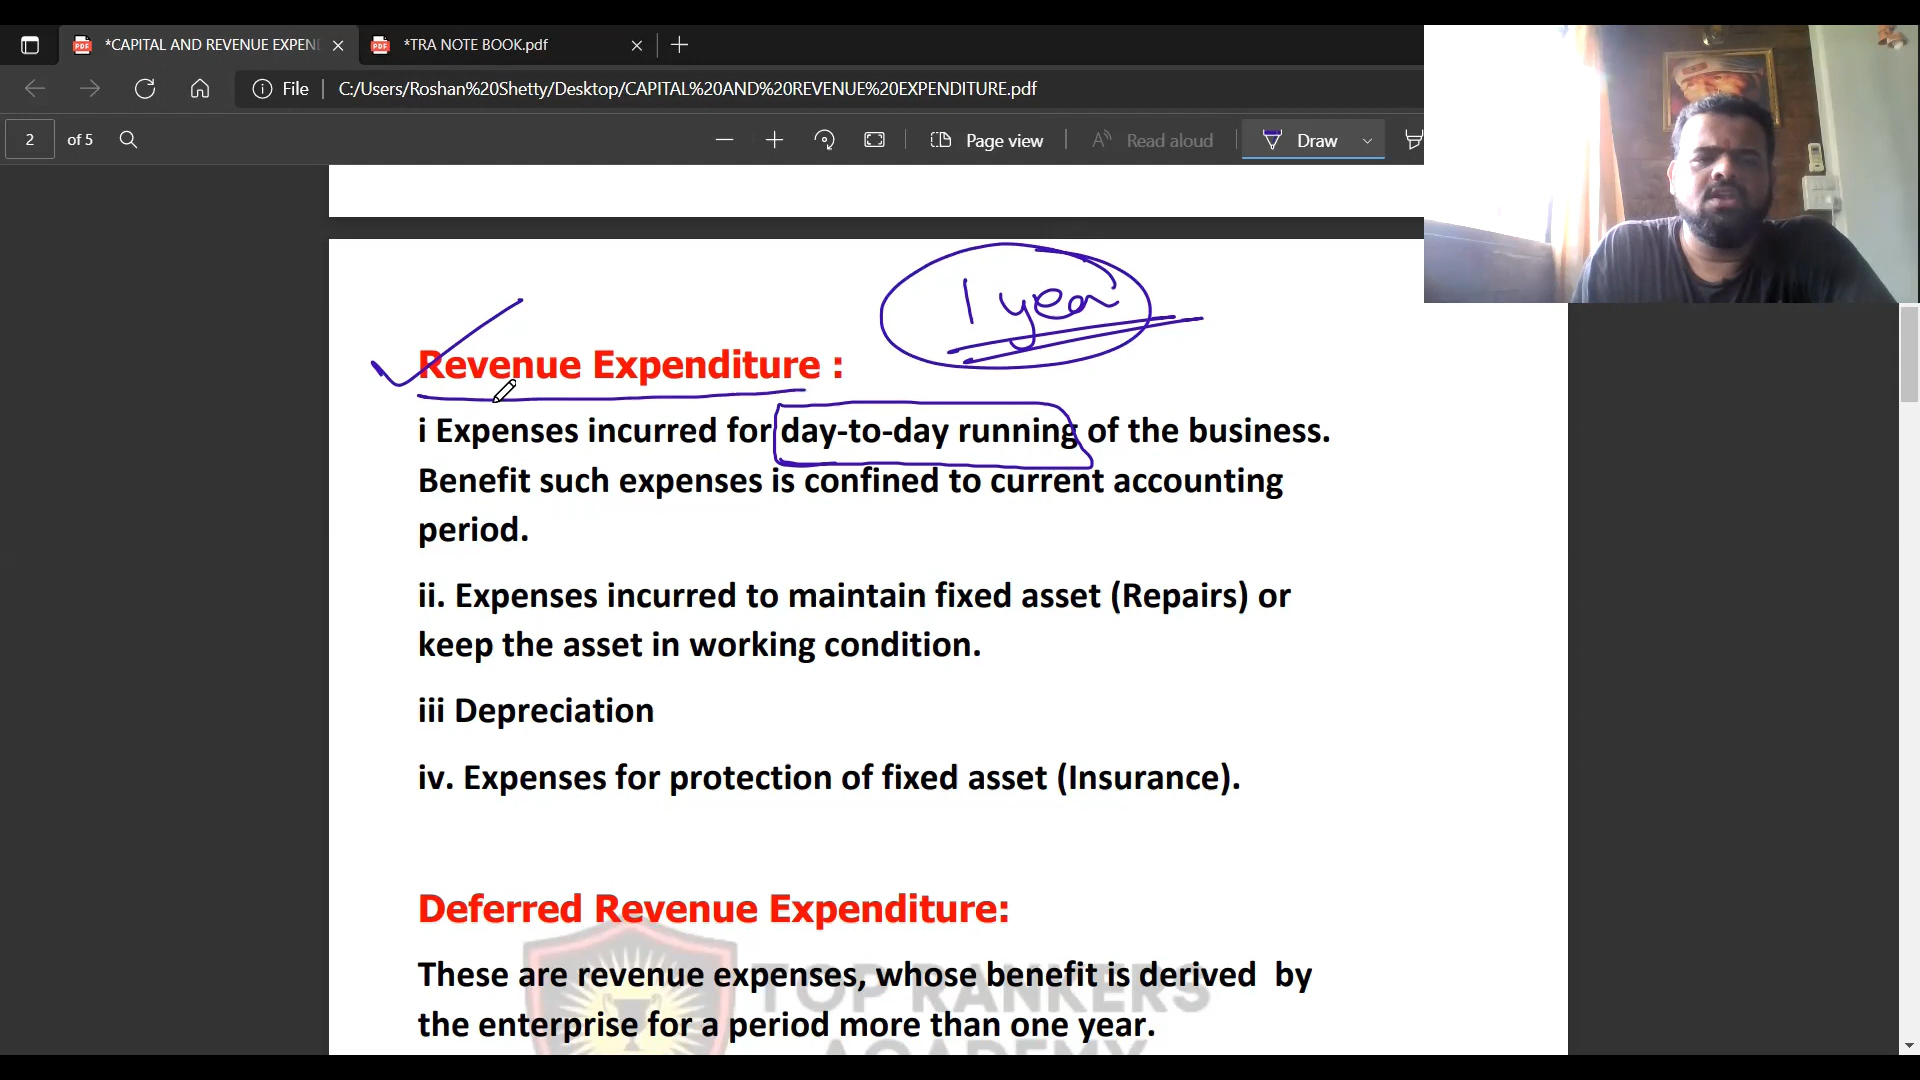 *CAPITAL AND REVENUE EXPEN
*TRA NOTE BOOK.pdf
File
C:/Users/Roshan%20Shetty/Desktop/CAPITAL%20AND%20REVENUE%20EXPENDITURE.pdf
2 of 5
Page view
Read aloud
Draw
1 year
Revenue Expenditure :
i Expenses incurred for day-to-day running of the business.
Benefit such expenses is confined to current accounting
period.
ii. Expenses incurred to maintain fixed asset (Repairs) or
keep the asset in working condition.
iii Depreciation
iv. Expenses for protection of fixed asset (Insurance).
Deferred Revenue Expenditure:
These are revenue expenses, whose benefit is derived by
TOP RANKERS
the enterprise for a period more than one year.
ACADEMY